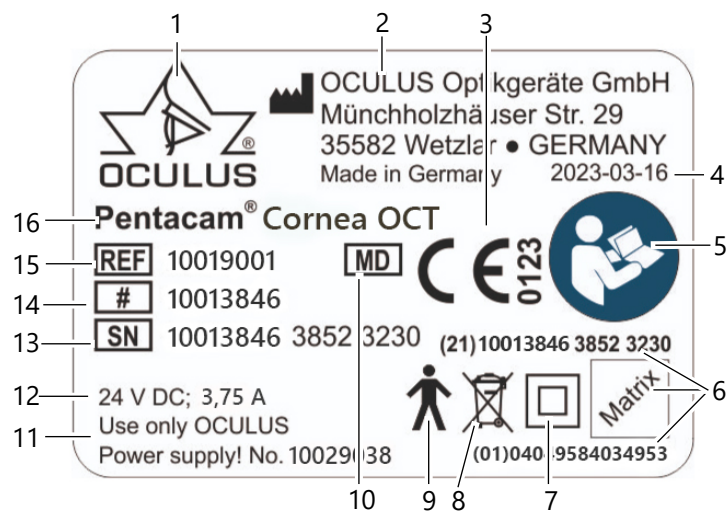 1
2
3
OCULUS Optikgeräte GmbH
Münchholzhäuser Str. 29
35582 Wetzlar ● GERMANY
Made in Germany 2023-03-16
4
®
OCULUS
16
Pentacam® Cornea OCT
15
REF 10019001
MD
CE 0123
5
14
# 10013846
13
SN 10013846 3852 3230
(21)10013846 3852 3230
12
24 V DC; 3,75 A
11
Use only OCULUS
Power supply! No. 10029038
Matrix
6
(01)04049584034953
10
9
8
7